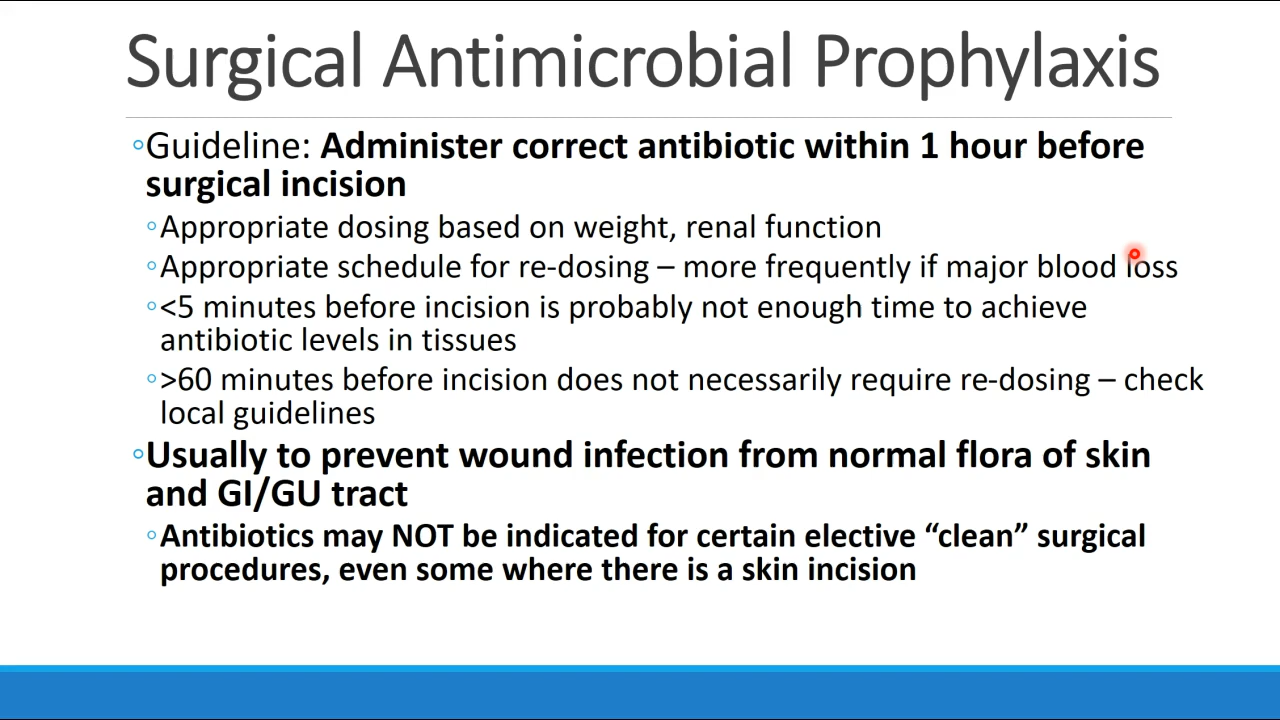 Surgical Antimicrobial Prophylaxis
◦Guideline: Administer correct antibiotic within 1 hour before
surgical incision
◦Appropriate dosing based on weight, renal function
◦Appropriate schedule for re-dosing – more frequently if major blood loss
◦<5 minutes before incision is probably not enough time to achieve
antibiotic levels in tissues
◦>60 minutes before incision does not necessarily require re-dosing – check
local guidelines
◦Usually to prevent wound infection from normal flora of skin
and GI/GU tract
◦Antibiotics may NOT be indicated for certain elective “clean” surgical
procedures, even some where there is a skin incision